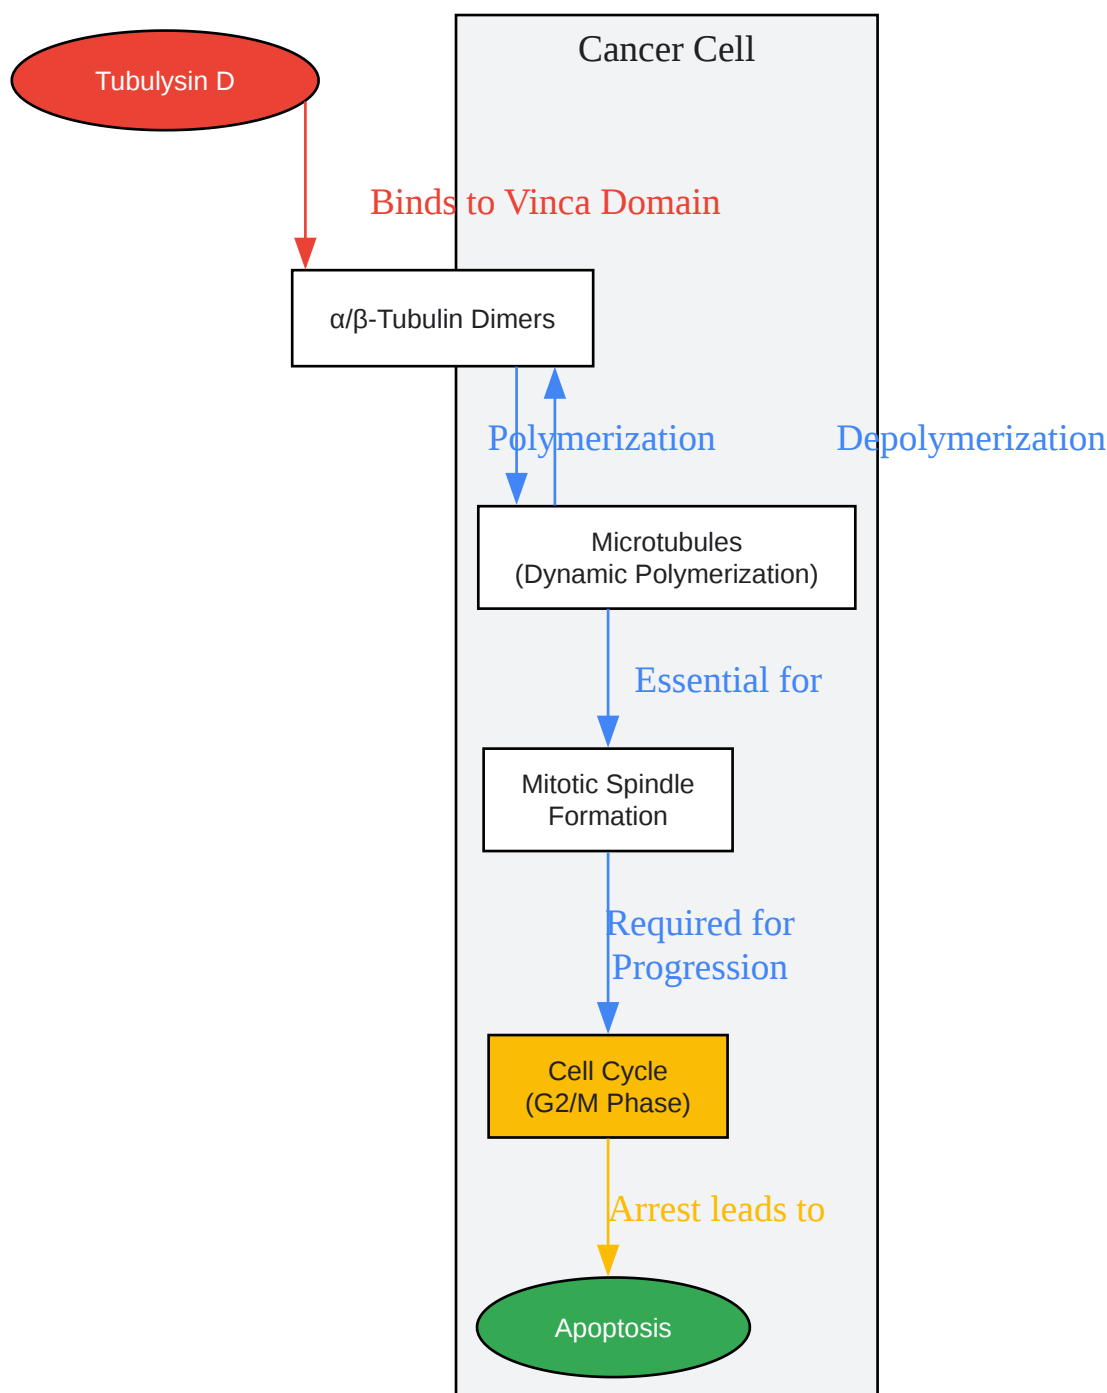 Cancer Cell
Tubulysin D
Binds to Vinca Domain
α/β-Tubulin Dimers
Polymerization
Depolymerization
Microtubules
(Dynamic Polymerization)
Essential for
Mitotic Spindle
Formation
Required for
Progression
Cell Cycle
(G2/M Phase)
Arrest leads to
Apoptosis